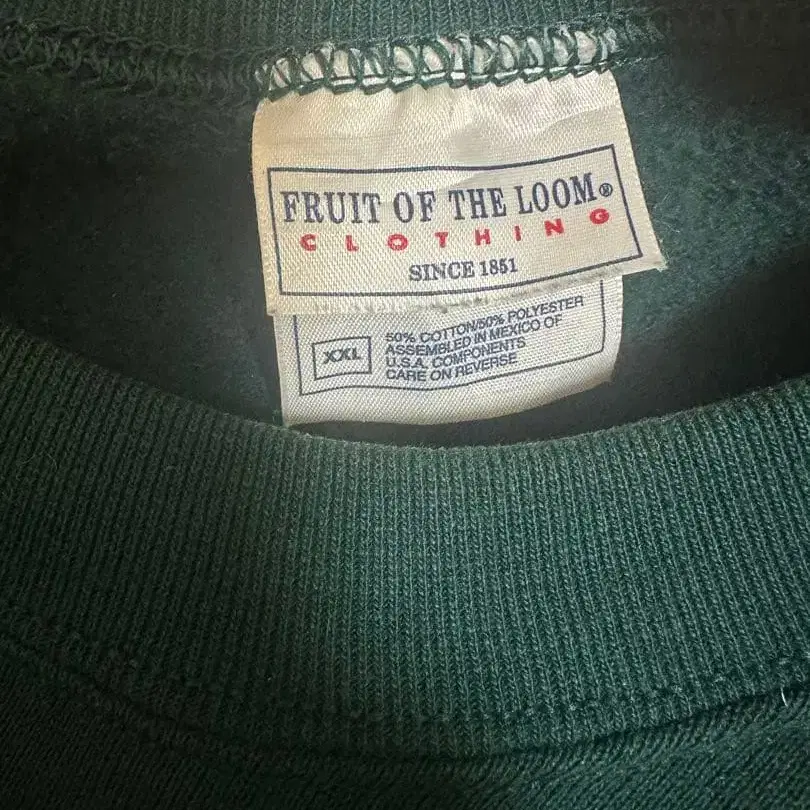 FRUIT OF THE LOOM®
CLOTHING
SINCE 1851
XXL
50% COTTON/50% POLYESTER
ASSEMBLED IN MEXICO OF
U.S.A. COMPONENTS
CARE ON REVERSE